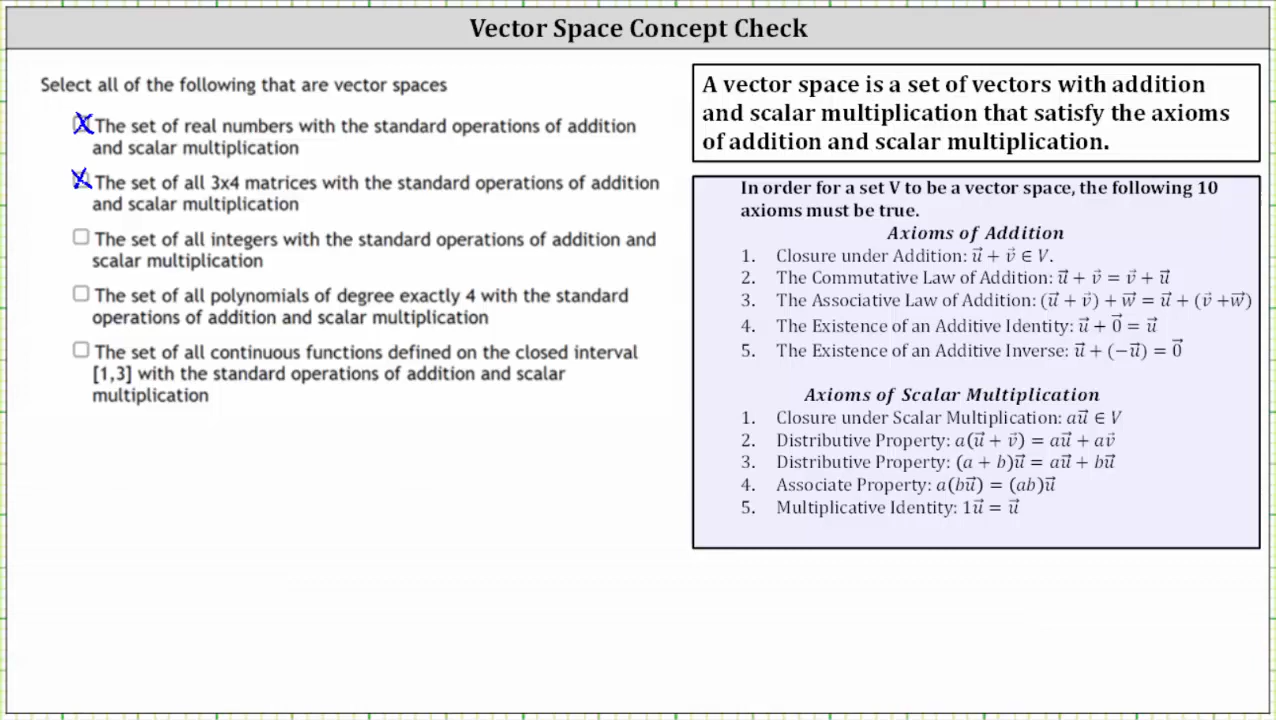 Vector Space Concept Check
Select all of the following that are vector spaces
The set of real numbers with the standard operations of addition
and scalar multiplication
The set of all 3x4 matrices with the standard operations of addition
and scalar multiplication
The set of all integers with the standard operations of addition and
scalar multiplication
The set of all polynomials of degree exactly 4 with the standard
operations of addition and scalar multiplication
The set of all continuous functions defined on the closed interval
[1,3] with the standard operations of addition and scalar
multiplication
A vector space is a set of vectors with addition
and scalar multiplication that satisfy the axioms
of addition and scalar multiplication.
In order for a set V to be a vector space, the following 10
axioms must be true.
Axioms of Addition
1. Closure under Addition: u⃗ + v⃗ ∈ V.
2. The Commutative Law of Addition: u⃗ + v⃗ = v⃗ + u⃗
3. The Associative Law of Addition: (u⃗ + v⃗) + w⃗ = u⃗ + (v⃗ +w⃗)
4. The Existence of an Additive Identity: u⃗ + 0⃗ = u⃗
5. The Existence of an Additive Inverse: u⃗ + (−u⃗) = 0⃗
Axioms of Scalar Multiplication
1. Closure under Scalar Multiplication: au⃗ ∈ V
2. Distributive Property: a(u⃗ + v⃗) = au⃗ + av⃗
3. Distributive Property: (a + b)u⃗ = au⃗ + bu⃗
4. Associate Property: a(bu⃗) = (ab)u⃗
5. Multiplicative Identity: 1u⃗ = u⃗